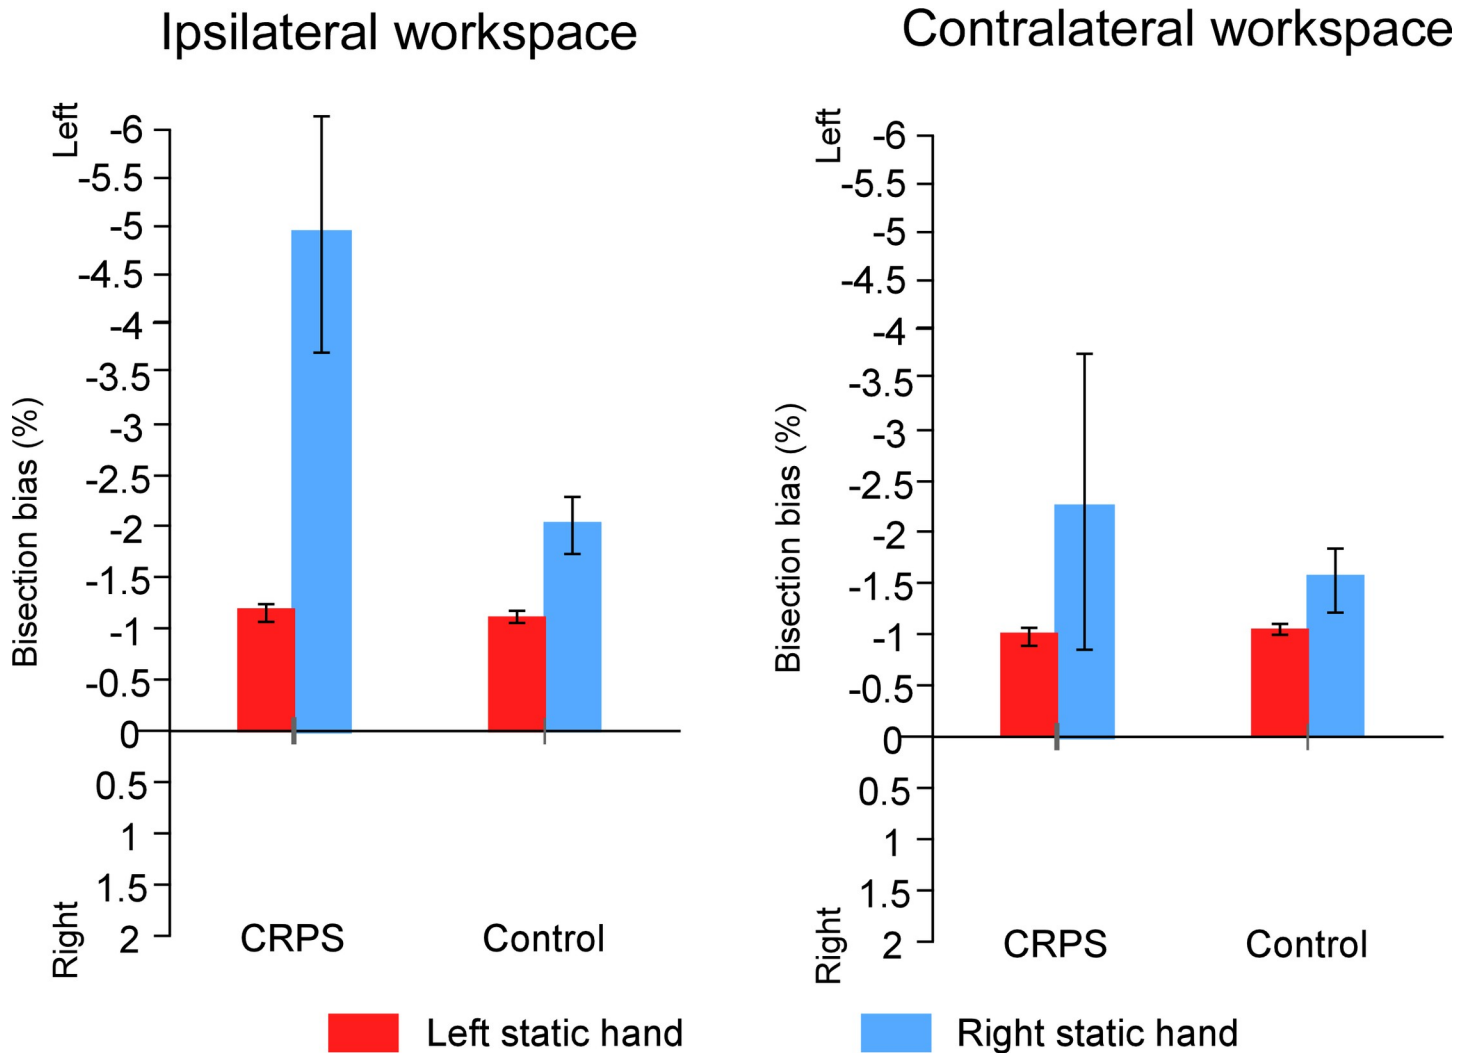 Ipsilateral workspace
Left
Bisection bias (%)
Right
-6
-5.5
-5
-4.5
-4
-3.5
-3
-2.5
-2
-1.5
-1
-0.5
0
0.5
1
1.5
2
CRPS
Control
Contralateral workspace
Left
Bisection bias (%)
Right
-6
-5.5
-5
-4.5
-4
-3.5
-3
-2.5
-2
-1.5
-1
-0.5
0
0.5
1
1.5
2
CRPS
Control
Left static hand
Right static hand